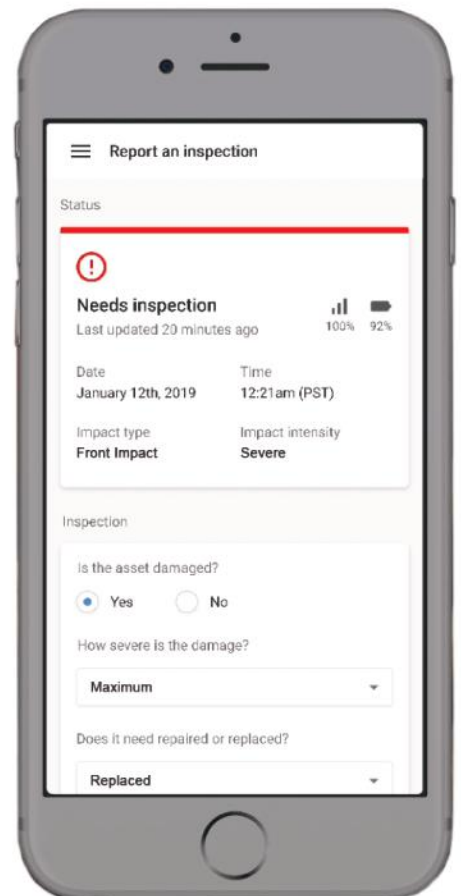 Report an inspection
Status
Needs inspection
Last updated 20 minutes ago
100% 92%
Date Time
January 12th, 2019 12:21am (PST)
Impact type Impact intensity
Front Impact Severe
Inspection
Is the asset damaged?
Yes No
How severe is the damage?
Maximum
Does it need repaired or replaced?
Replaced